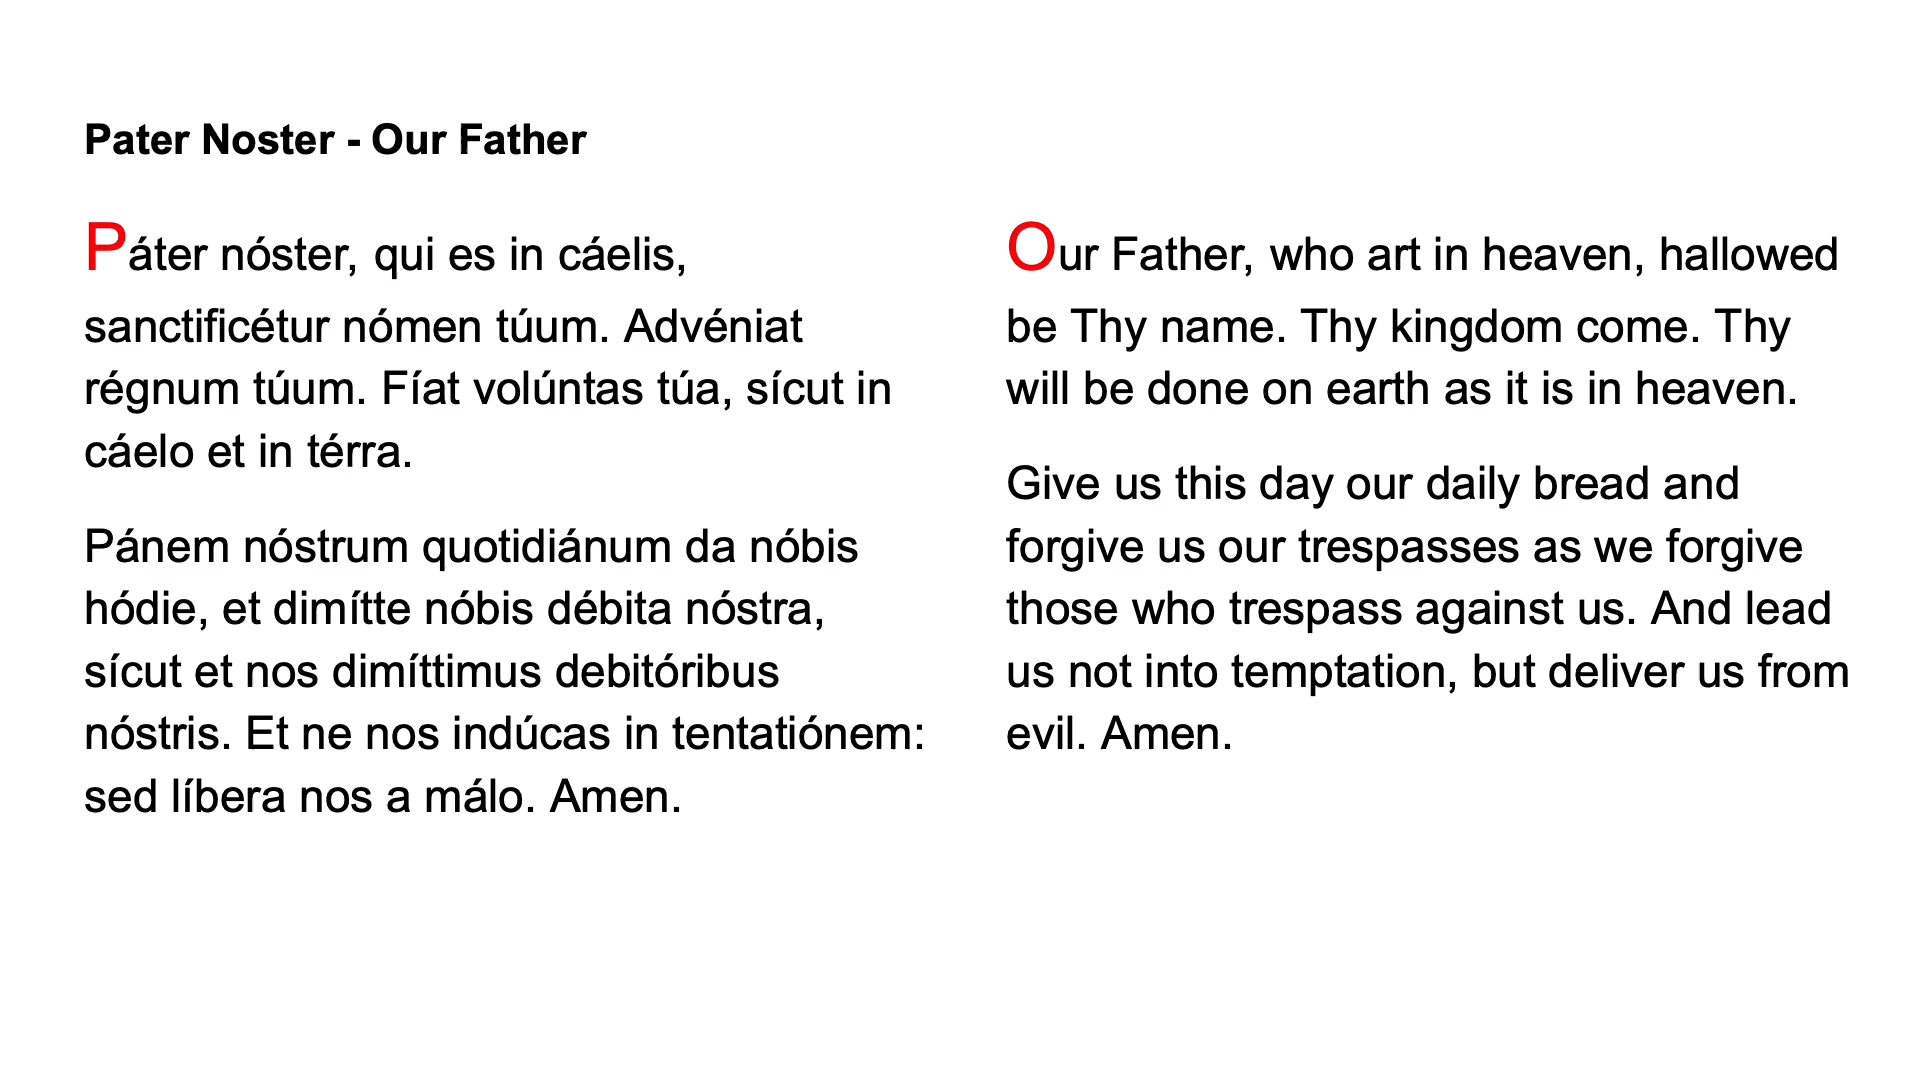 Pater Noster - Our Father
Páter nóster, qui es in cáelis,
sanctificétur nómen túum. Advéniat
régnum túum. Fíat volúntas túa, sícut in
cáelo et in térra.
Pánem nóstrum quotidiánum da nóbis
hódie, et dimítte nóbis débita nóstra,
sícut et nos dimíttimus debitóribus
nóstris. Et ne nos indúcas in tentatiónem:
sed líbera nos a málo. Amen.
Our Father, who art in heaven, hallowed
be Thy name. Thy kingdom come. Thy
will be done on earth as it is in heaven.
Give us this day our daily bread and
forgive us our trespasses as we forgive
those who trespass against us. And lead
us not into temptation, but deliver us from
evil. Amen.